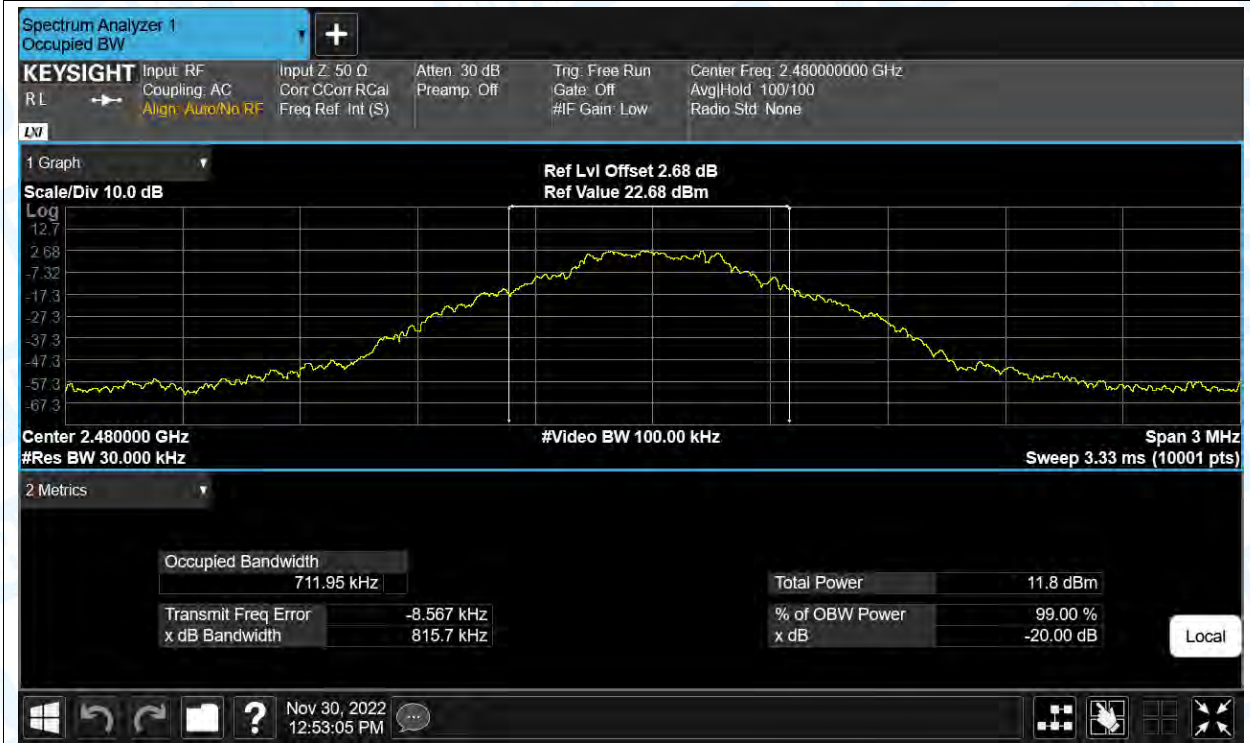 Spectrum Analyzer 1
Occupied BW
+
KEYSIGHT
R L
LXI
Input: RF
Coupling: AC
Align: Auto/No RF
Input Z: 50 Ω
Corr CCorr RCal
Freq Ref: Int (S)
Atten: 30 dB
Preamp: Off
Trig: Free Run
Gate: Off
#IF Gain: Low
Center Freq: 2.480000000 GHz
Avg|Hold: 100/100
Radio Std: None
1 Graph
Scale/Div 10.0 dB
Ref Lvl Offset 2.68 dB
Ref Value 22.68 dBm
Log
12.7
2.68
-7.32
-17.3
-27.3
-37.3
-47.3
-57.3
-67.3
Center 2.480000 GHz
#Res BW 30.000 kHz
#Video BW 100.00 kHz
Span 3 MHz
Sweep 3.33 ms (10001 pts)
2 Metrics
Occupied Bandwidth
711.95 kHz
Transmit Freq Error -8.567 kHz
x dB Bandwidth 815.7 kHz
Total Power 11.8 dBm
% of OBW Power 99.00 %
x dB -20.00 dB
Local
?
Nov 30, 2022
12:53:05 PM